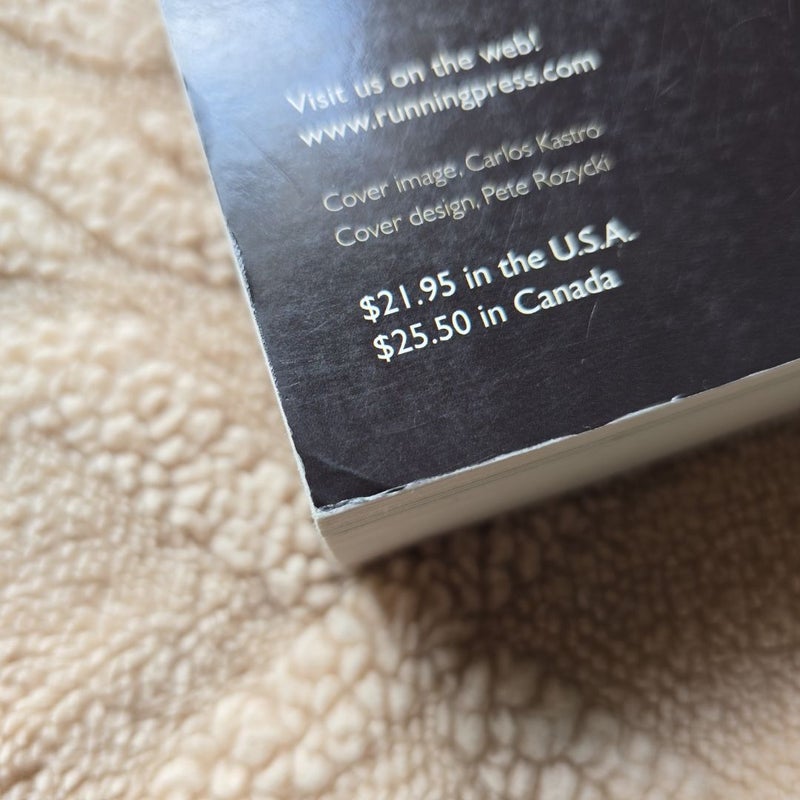 Visit us on the web!
www.runningpress.com
Cover image, Carlos Kastro
Cover design, Pete Rozycki
$21.95 in the U.S.A.
$25.50 in Canada